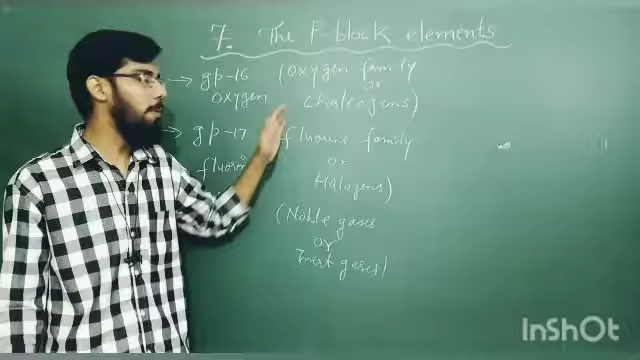 7. The P-block elements
→ gp-16 (Oxygen family
or
Oxygen Chalcogens)
→ gp-17 fluorine family
or
fluorin Halogens)
(Noble gases
or
Inert gases)
InShOt